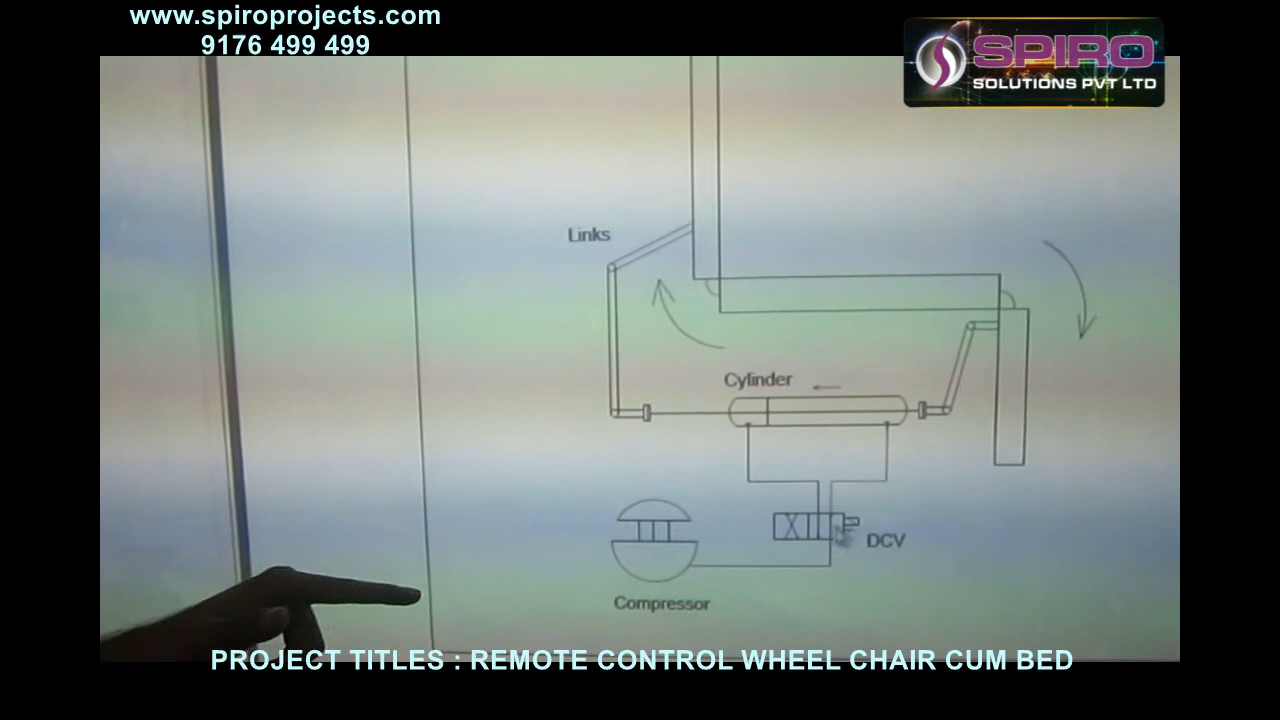 www.spiroprojects.com
9176 499 499
SPIRO
SOLUTIONS PVT LTD
Links
Cylinder
DCV
Compressor
PROJECT TITLES : REMOTE CONTROL WHEEL CHAIR CUM BED